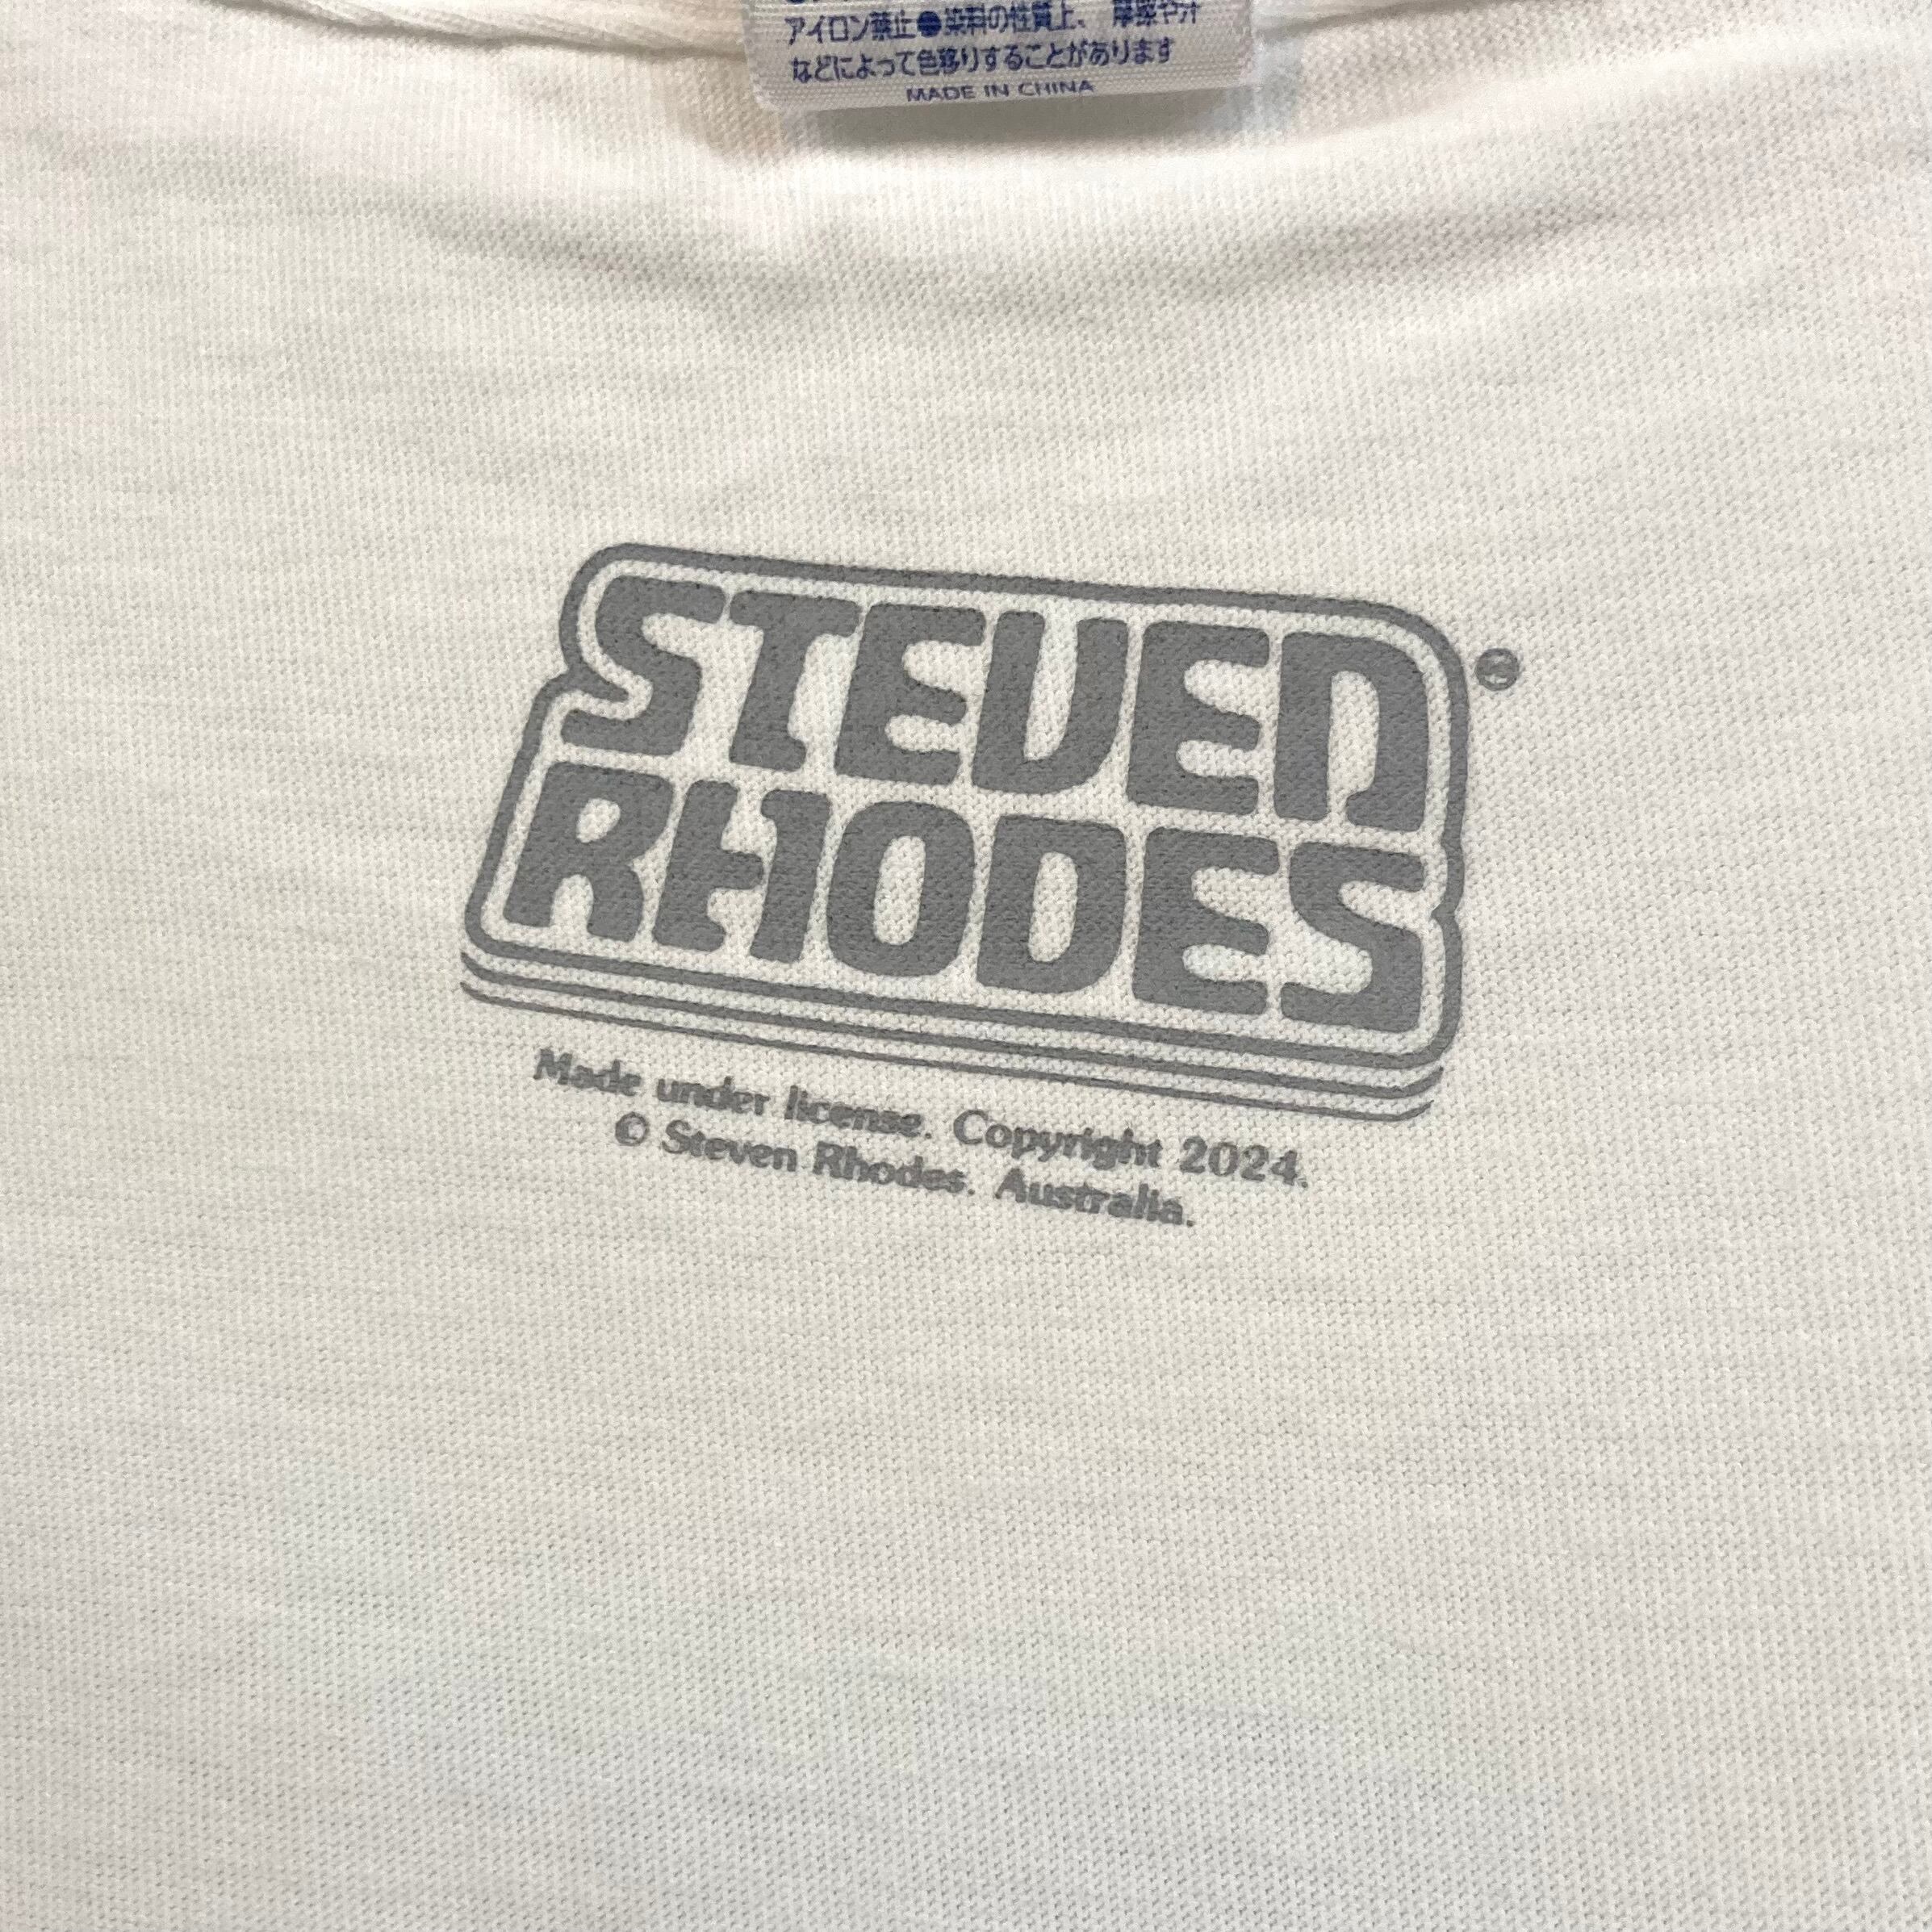 アイロン禁止●染料の性質上、摩擦や汗
などによって色移りすることがあります
MADE IN CHINA
STEVEN
RHODES
Made under license. Copyright 2024.
© Steven Rhodes. Australia.